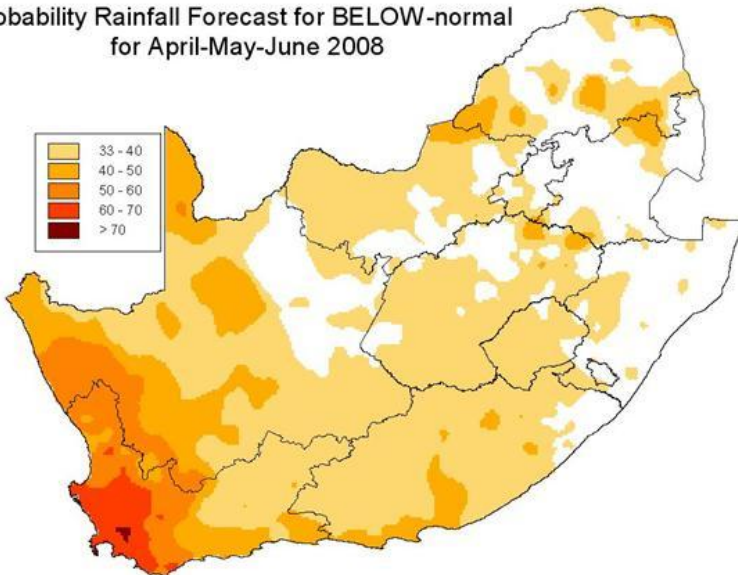 obability Rainfall Forecast for BELOW-normal
for April-May-June 2008
33 - 40
40 - 50
50 - 60
60 - 70
> 70